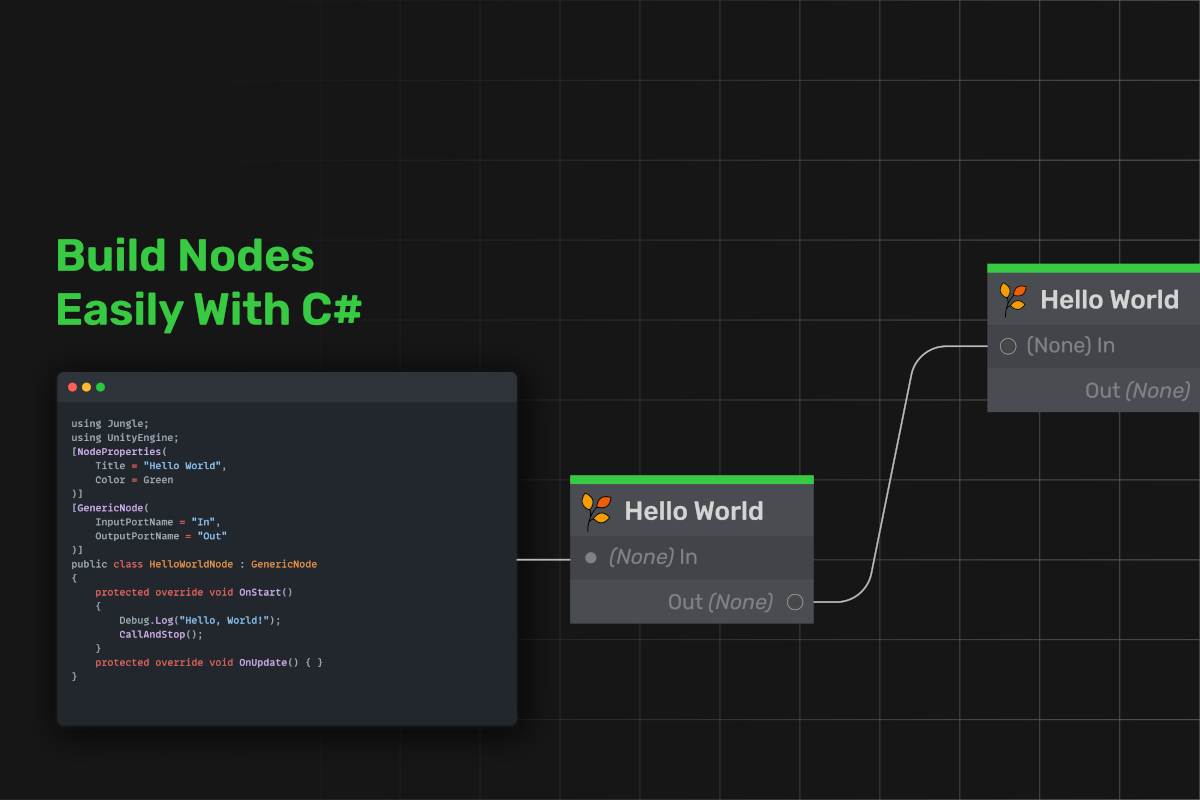 Build Nodes
Easily With C#
using Jungle;
using UnityEngine;
[NodeProperties(
    Title = "Hello World",
    Color = Green
)]
[GenericNode(
    InputPortName = "In",
    OutputPortName = "Out"
)]
public class HelloWorldNode : GenericNode
{
    protected override void OnStart()
    {
        Debug.Log("Hello, World!");
        CallAndStop();
    }
    protected override void OnUpdate() { }
}
Hello World
(None) In
Out (None)
Hello World
(None) In
Out (None)